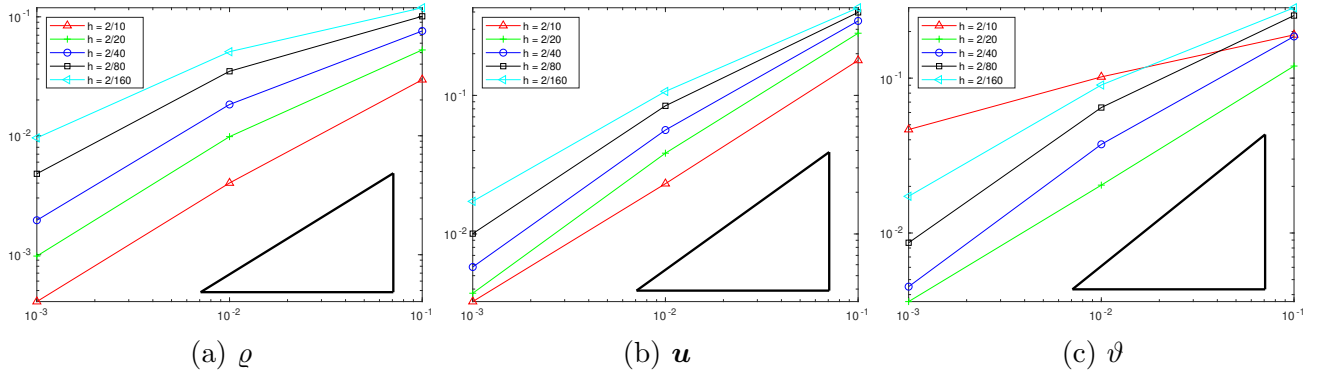 10⁻¹
10⁻²
10⁻³
h = 2/10
h = 2/20
h = 2/40
h = 2/80
h = 2/160
10⁻³ 10⁻² 10⁻¹
(a) ϱ
10⁻¹
10⁻²
h = 2/10
h = 2/20
h = 2/40
h = 2/80
h = 2/160
10⁻³ 10⁻² 10⁻¹
(b) u
10⁻¹
10⁻²
h = 2/10
h = 2/20
h = 2/40
h = 2/80
h = 2/160
10⁻³ 10⁻² 10⁻¹
(c) ϑ